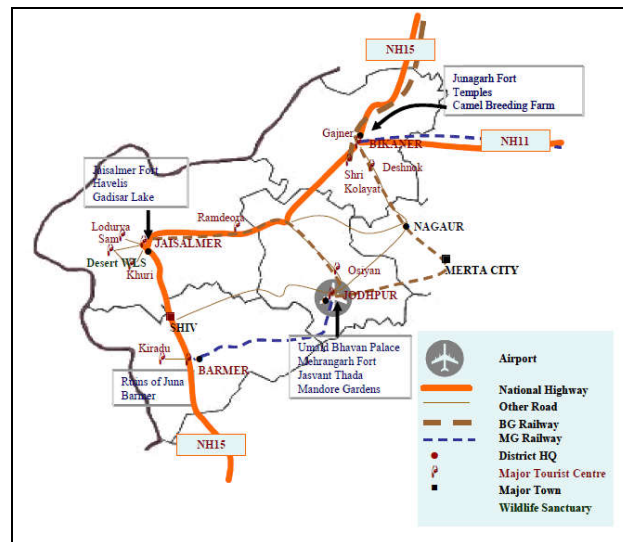 NH15
Junagarh Fort
Temples
Camel Breeding Farm
Gajner
BIKANER
NH11
Shri
Kolayat
Deshnok
Jaisalmer Fort
Havelis
Gadisar Lake
Ramdeora
NAGAUR
Lodurva
Sam
JAISALMER
Desert WLS
Khuri
Osiyan
MERTA CITY
JODHPUR
SHIV
Kiradu
BARMER
Umaid Bhavan Palace
Mehrangarh Fort
Jasvant Thada
Mandore Gardens
Ruins of Juna
Barmer
NH15
Airport
National Highway
Other Road
BG Railway
MG Railway
District HQ
Major Tourist Centre
Major Town
Wildlife Sanctuary